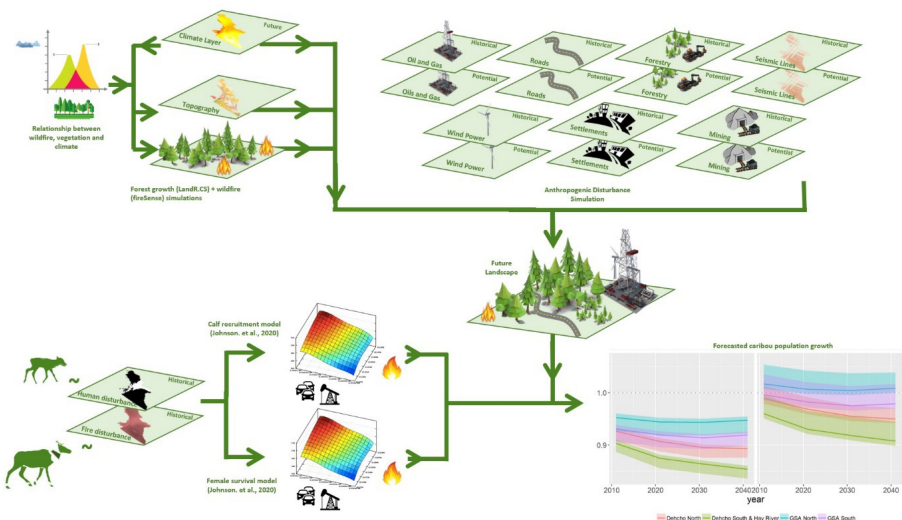 Future
Climate Layer
Topography
Relationship between
wildfire, vegetation and
climate
Forest growth (LandR.CS) + wildfire
(fireSense) simulations
Historical
Oil and Gas
Historical
Roads
Historical
Forestry
Historical
Seismic Lines
Potential
Oils and Gas
Potential
Roads
Potential
Forestry
Potential
Seismic Lines
Historical
Wind Power
Historical
Settlements
Historical
Mining
Potential
Wind Power
Potential
Settlements
Potential
Mining
Anthropogenic Disturbance
Simulation
Future
Landscape
Calf recruitment model
(Johnson. et al., 2020)
~
Historical
Human disturbance
Historical
Fire disturbance
~
Female survival model
(Johnson. et al., 2020)
Forecasted caribou population growth
1.0
0.9
2010 2020 2030 2040 2010 2020 2030 2040
year
Dehcho North Dehcho South & Hay River GSA North GSA South